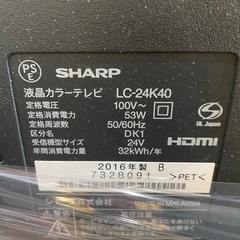 PSE
SHARP
UL Japan
液晶カラーテレビ LC-24K40
定格電圧 100V~
定格消費電力 53W
定格周波数 50/60Hz
区分名 DK1
受信機型サイズ 24V
年間消費電力量 32kWh/年
HDMI
2016年製 B
7328091
>PET<
MADE IN MALAYSIA